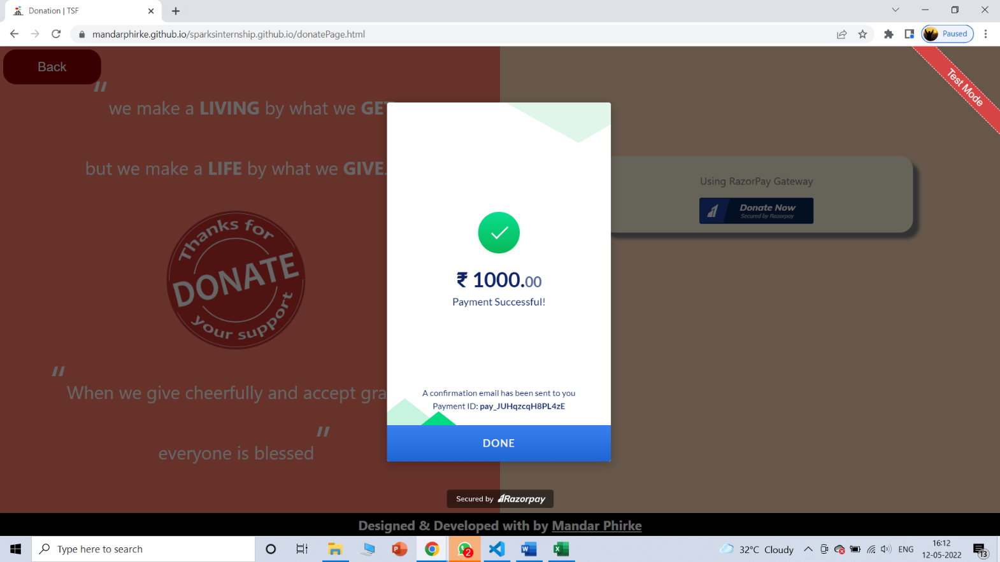 Donation | TSF
mandarphirke.github.io/sparksinternship.github.io/donatePage.html
Paused
Back
Test Mode
“
we make a LIVING by what we GET
but we make a LIFE by what we GIVE.
Thanks for
DONATE
your support
“
When we give cheerfully and accept gra
”
everyone is blessed
₹ 1000.00
Payment Successful!
A confirmation email has been sent to you
Payment ID: pay_JUHqzcqH8PL4zE
DONE
Using RazorPay Gateway
Donate Now
Secured by Razorpay
Secured by Razorpay
Designed & Developed with by Mandar Phirke
Type here to search
2
32°C Cloudy
ENG
16:12
12-05-2022
13